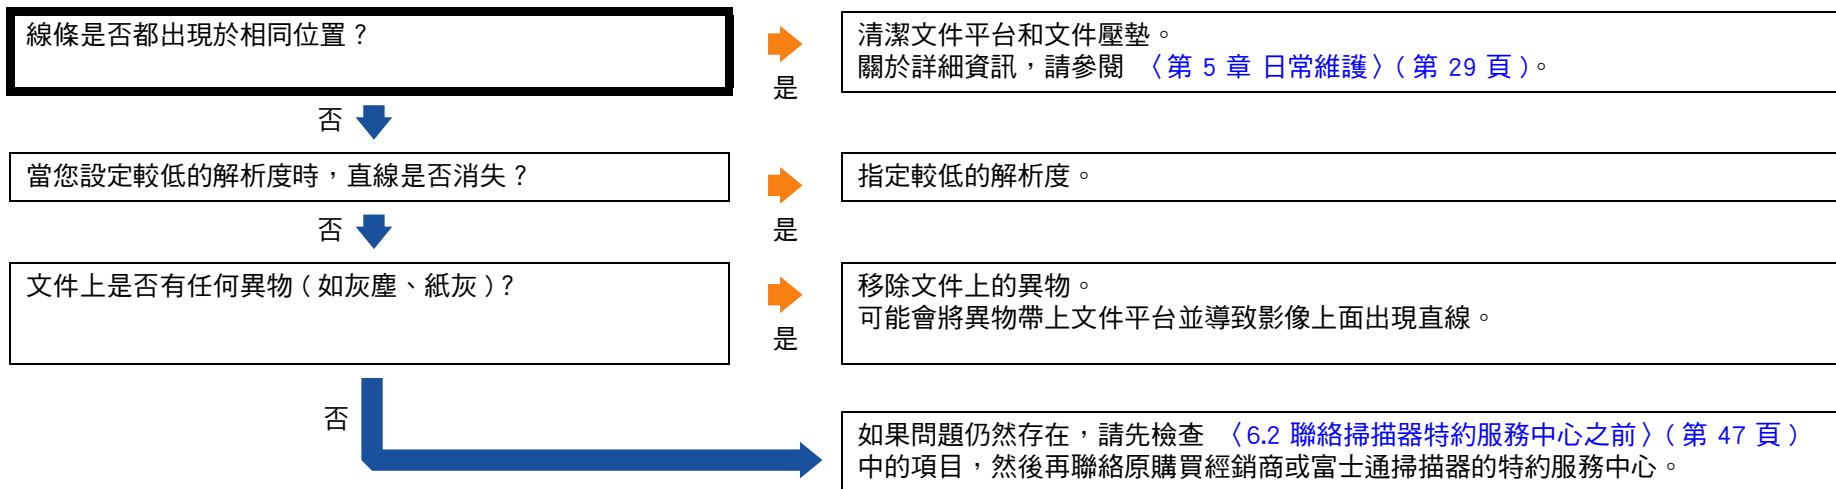 線條是否都出現於相同位置？
清潔文件平台和文件壓墊。
關於詳細資訊，請參閱 〈第 5 章 日常維護〉( 第 29 頁 )。
是
否
當您設定較低的解析度時，直線是否消失？
指定較低的解析度。
是
否
文件上是否有任何異物 ( 如灰塵、紙灰 )？
移除文件上的異物。
可能會將異物帶上文件平台並導致影像上面出現直線。
是
否
如果問題仍然存在，請先檢查 〈6.2 聯絡掃描器特約服務中心之前〉( 第 47 頁 )
中的項目，然後再聯絡原購買經銷商或富士通掃描器的特約服務中心。